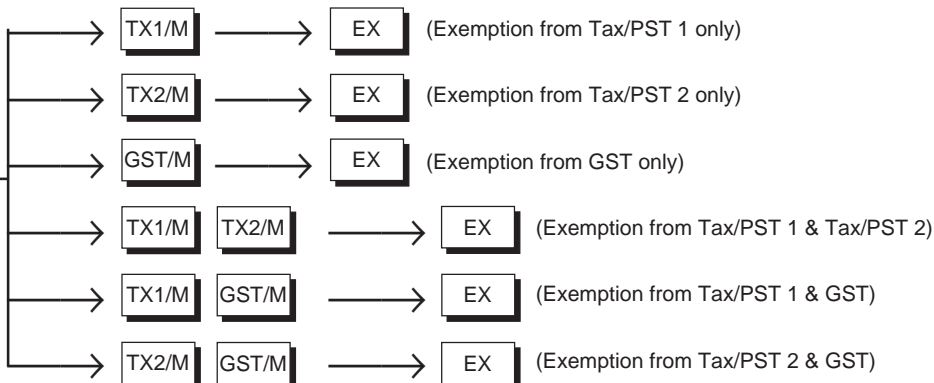 TX1/M EX (Exemption from Tax/PST 1 only)
TX2/M EX (Exemption from Tax/PST 2 only)
GST/M EX (Exemption from GST only)
TX1/M TX2/M EX (Exemption from Tax/PST 1 & Tax/PST 2)
TX1/M GST/M EX (Exemption from Tax/PST 1 & GST)
TX2/M GST/M EX (Exemption from Tax/PST 2 & GST)